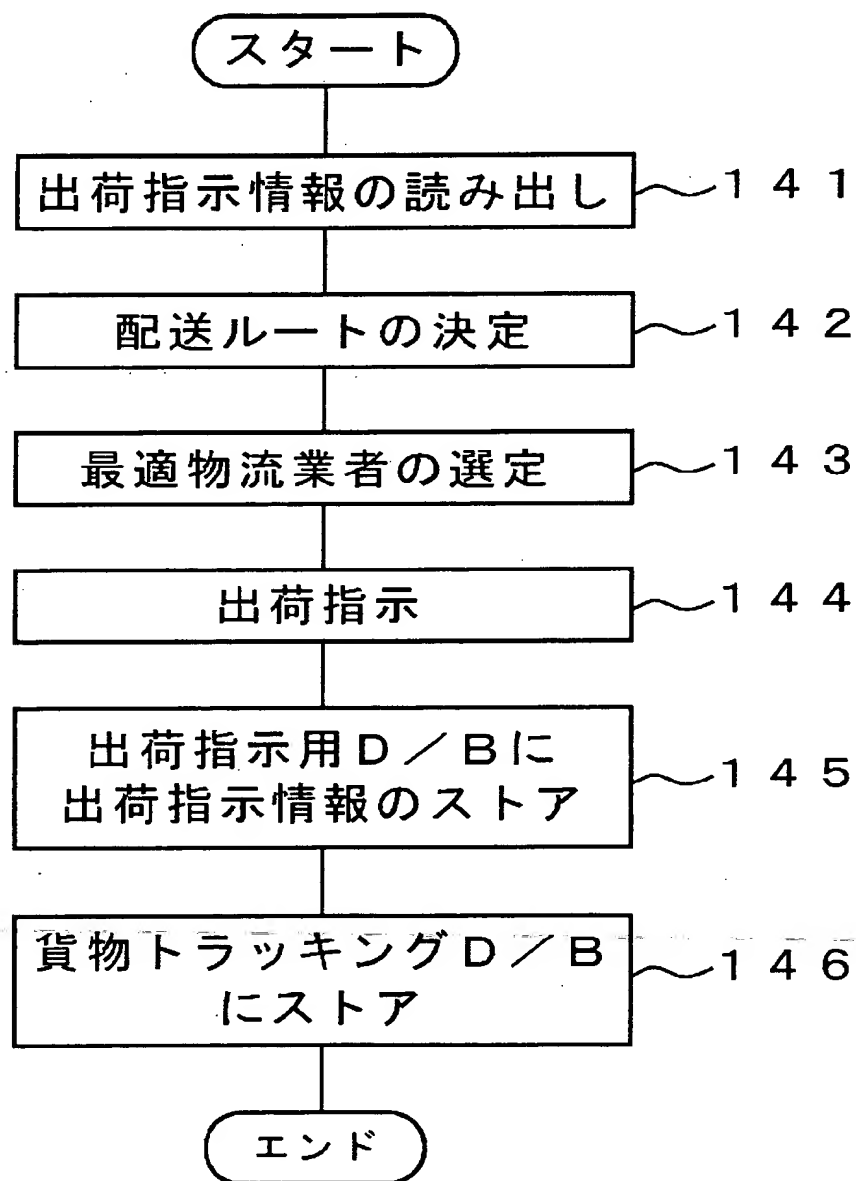 スタート
出荷指示情報の読み出し
141
配送ルートの決定
142
最適物流業者の選定
143
出荷指示
144
出荷指示用D/Bに
出荷指示情報のストア
145
貨物トラッキングD/B
にストア
146
エンド